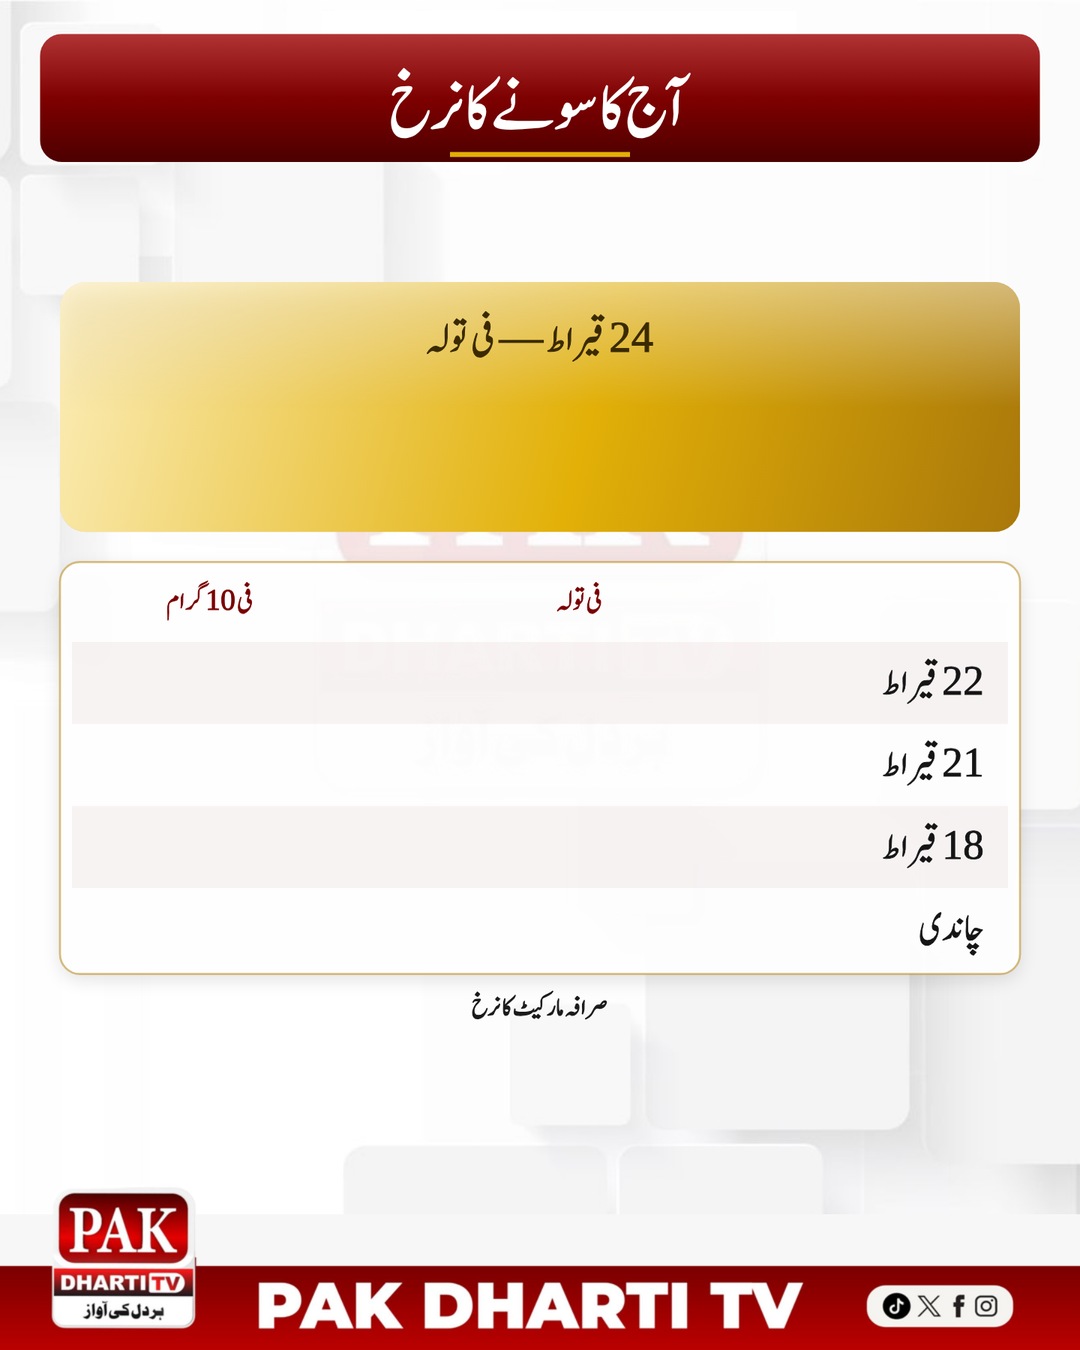 آج کا سونے کا نرخ
24 قیراط — فی تولہ
فی تولہ فی 10 گرام
22 قیراط
21 قیراط
18 قیراط
چاندی
صرافہ مارکیٹ کا نرخ
PAK
DHARTI TV
ہر دل کی آواز
PAK DHARTI TV